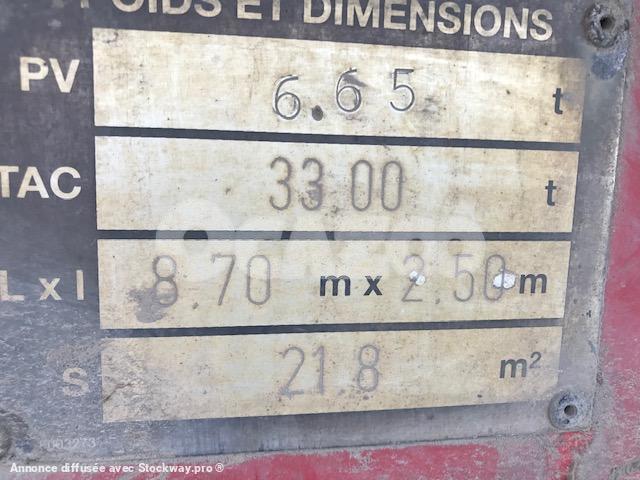 POIDS ET DIMENSIONS
PV 6.65 t
TAC 33.00 t
L x l 8.70 m x 2.50 m
S 21.8 m²
Annonce diffusée avec Stockway.pro®